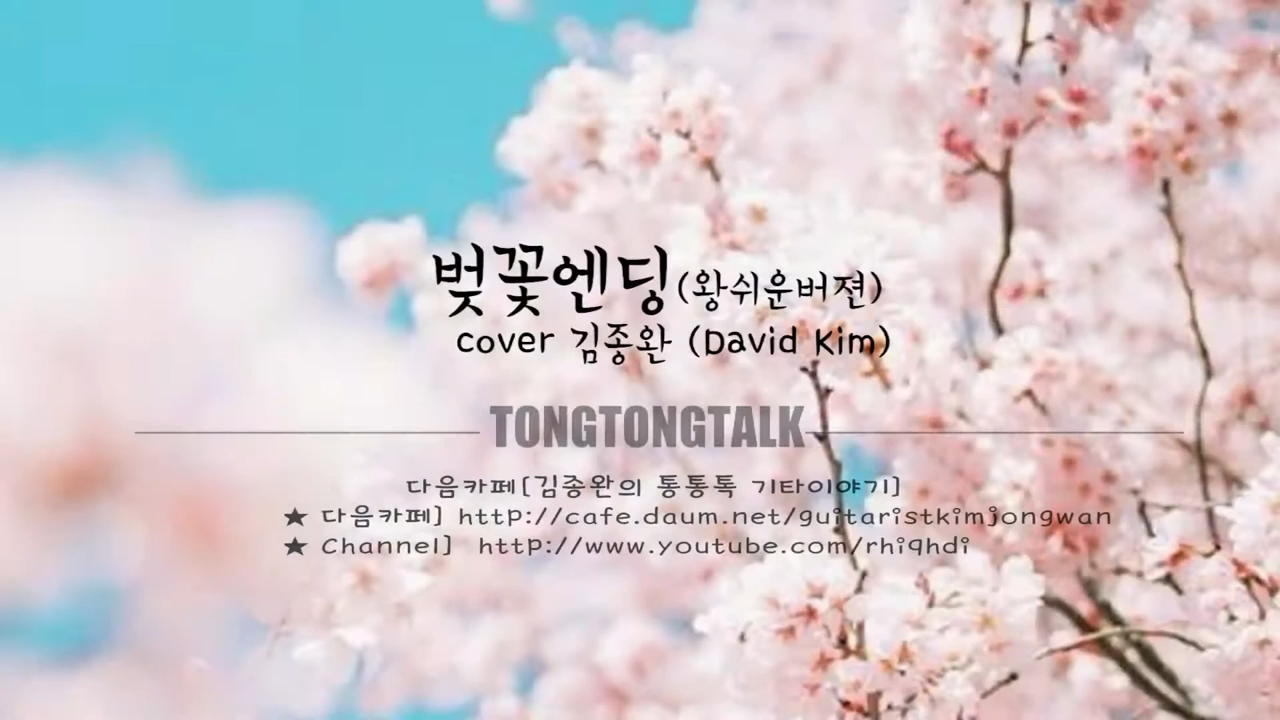 벚꽃엔딩(왕쉬운버젼)
cover 김종완 (David Kim)
TONGTONGTALK
다음카페[김종완의 통통톡 기타이야기]
★ 다음카페] http://cafe.daum.net/guitaristkimjongwan
★ Channel] http://www.youtube.com/rhiqhdi